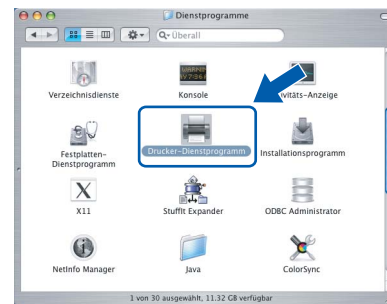 Dienstprogramme
Überall
Verzeichnisdienste
Konsole
vitäts-Anzeige
Festplatten-
Dienstprogramm
Drucker-Dienstprogramm
Installationsprogramm
X11
StuffIt Expander
ODBC Administrator
NetInfo Manager
Java
ColorSync
1 von 30 ausgewählt, 11.32 GB verfügbar